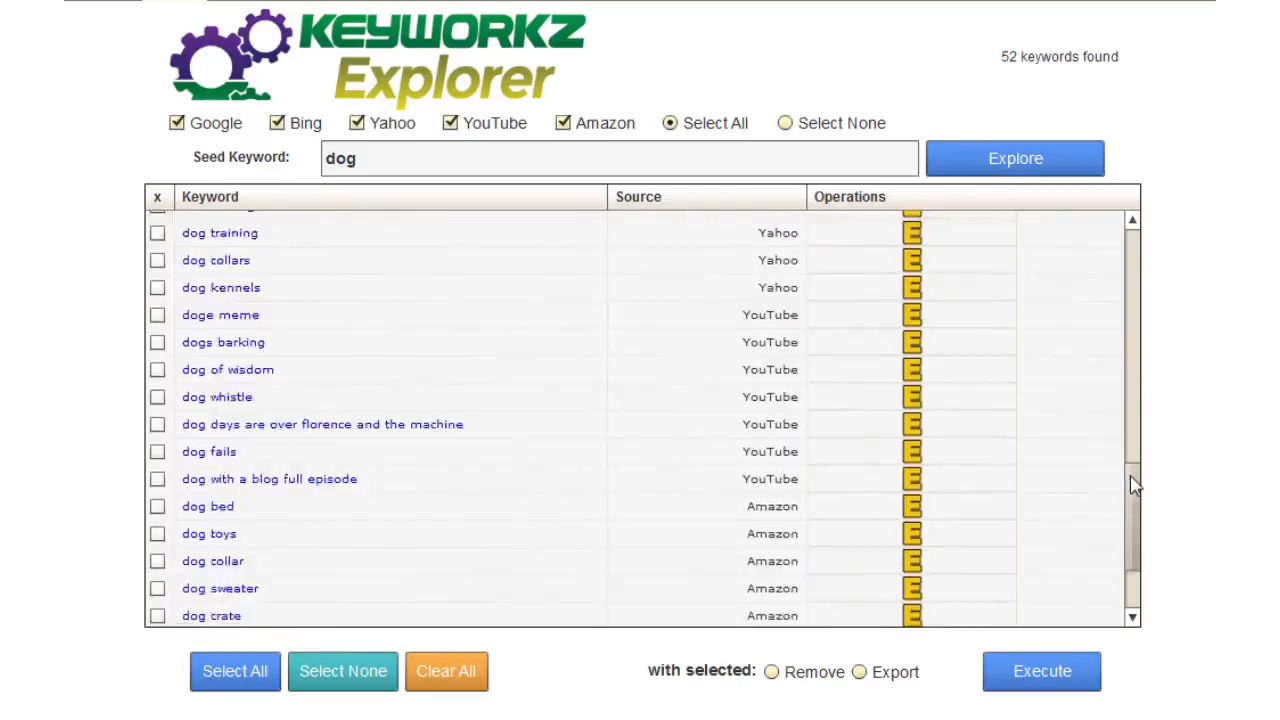 KEYWORKZ
Explorer
52 keywords found
Google Bing Yahoo YouTube Amazon Select All Select None
Seed Keyword: dog Explore
x Keyword Source Operations
dog training Yahoo E
dog collars Yahoo E
dog kennels Yahoo E
doge meme YouTube E
dogs barking YouTube E
dog of wisdom YouTube E
dog whistle YouTube E
dog days are over florence and the machine YouTube E
dog fails YouTube E
dog with a blog full episode YouTube E
dog bed Amazon E
dog toys Amazon E
dog collar Amazon E
dog sweater Amazon E
dog crate Amazon E
Select All Select None Clear All with selected: Remove Export Execute